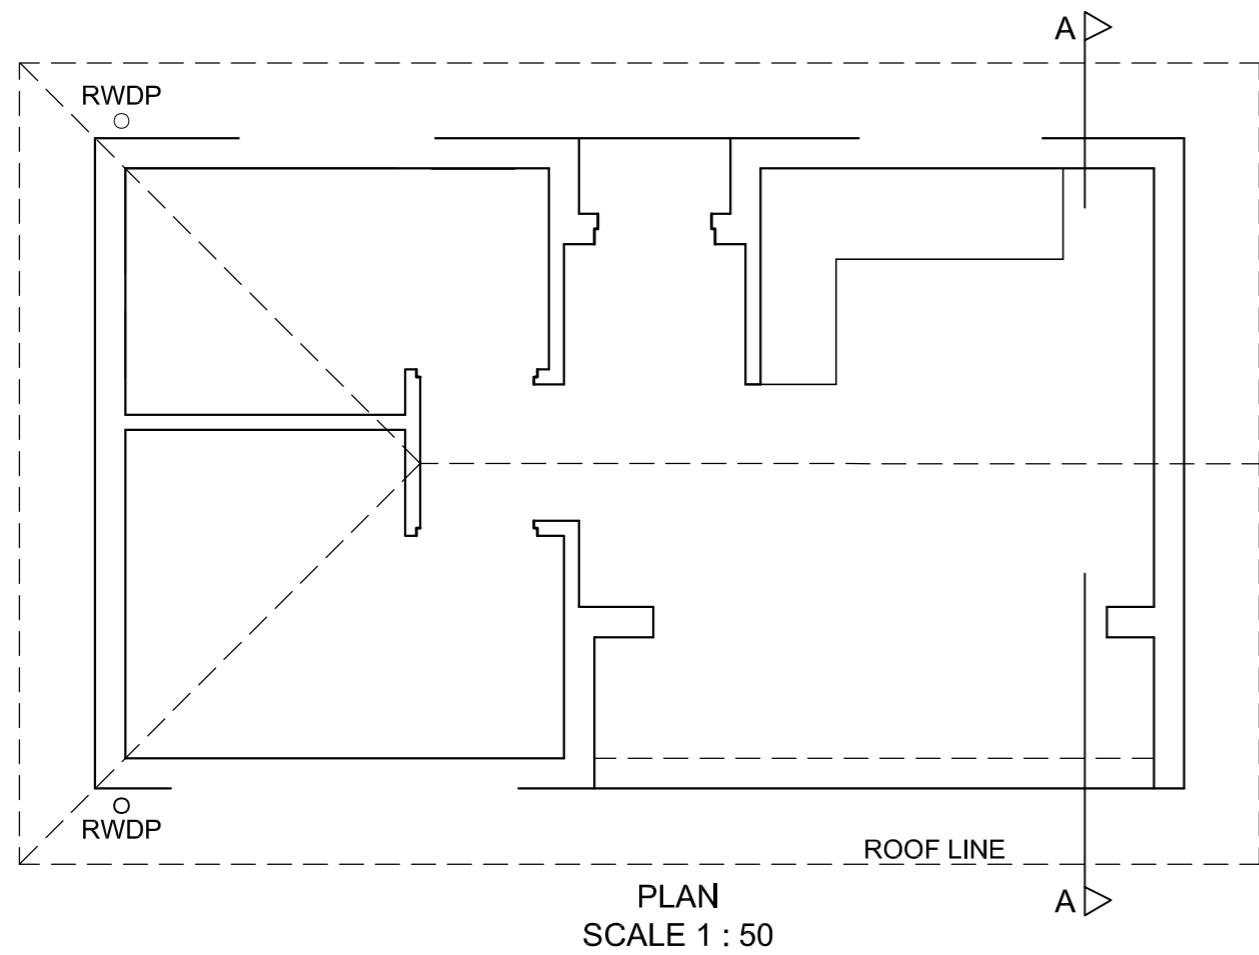 A
RWDP
RWDP
ROOF LINE
A
PLAN
SCALE 1 : 50